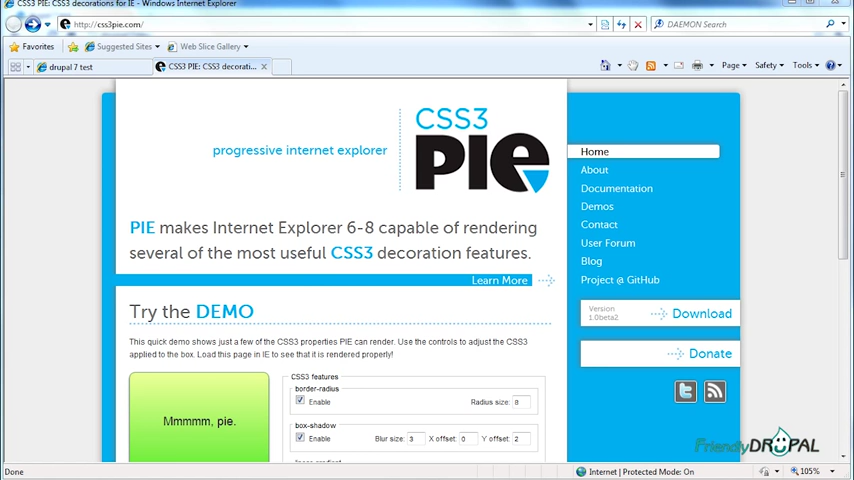 CSS3 PIE: CSS3 decorations for IE - Windows Internet Explorer
http://css3pie.com/
DAEMON Search
Favorites
Suggested Sites
Web Slice Gallery
drupal 7 test
CSS3 PIE: CSS3 decorati...
Page
Safety
Tools
progressive internet explorer
CSS3
PIE
PIE makes Internet Explorer 6-8 capable of rendering
several of the most useful CSS3 decoration features.
Learn More
Home
About
Documentation
Demos
Contact
User Forum
Blog
Project @ GitHub
Version
1.0beta2
Download
Donate
Try the DEMO
This quick demo shows just a few of the CSS3 properties PIE can render. Use the controls to adjust the CSS3
applied to the box. Load this page in IE to see that it is rendered properly!
Mmmmm, pie.
CSS3 features
border-radius
Enable
Radius size: 8
box-shadow
Enable
Blur size: 3
X offset: 0
Y offset: 2
FriendlyDRUPAL
Done
Internet | Protected Mode: On
105%